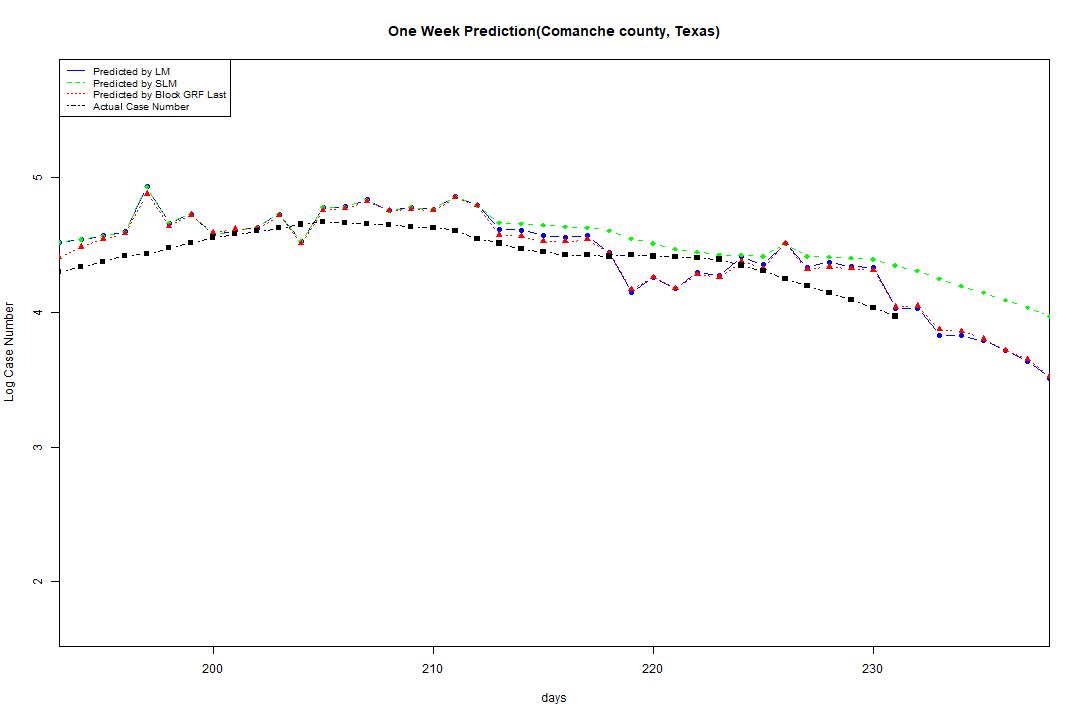 One Week Prediction(Comanche county, Texas)
Predicted by LM
Predicted by SLM
Predicted by Block GRF Last
Actual Case Number
5
4
3
2
Log Case Number
200 210 220 230
days